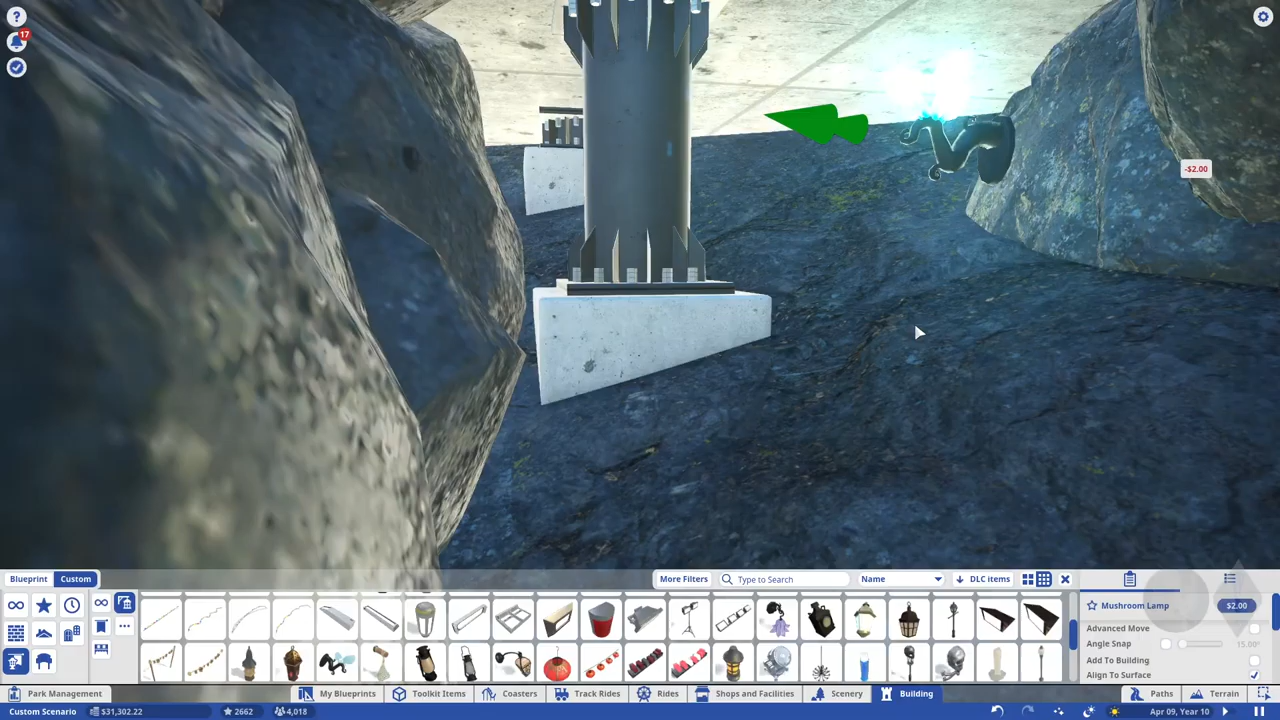 ?
17
-$2.00
Blueprint Custom
More Filters Type to Search Name DLC items
Mushroom Lamp $2.00
Advanced Move
Angle Snap 15.00°
Add To Building
Align To Surface
Park Management My Blueprints Toolkit Items Coasters Track Rides Rides Shops and Facilities Scenery Building Paths Terrain
Custom Scenario $31,302.22 2662 4,018 Apr 09, Year 10